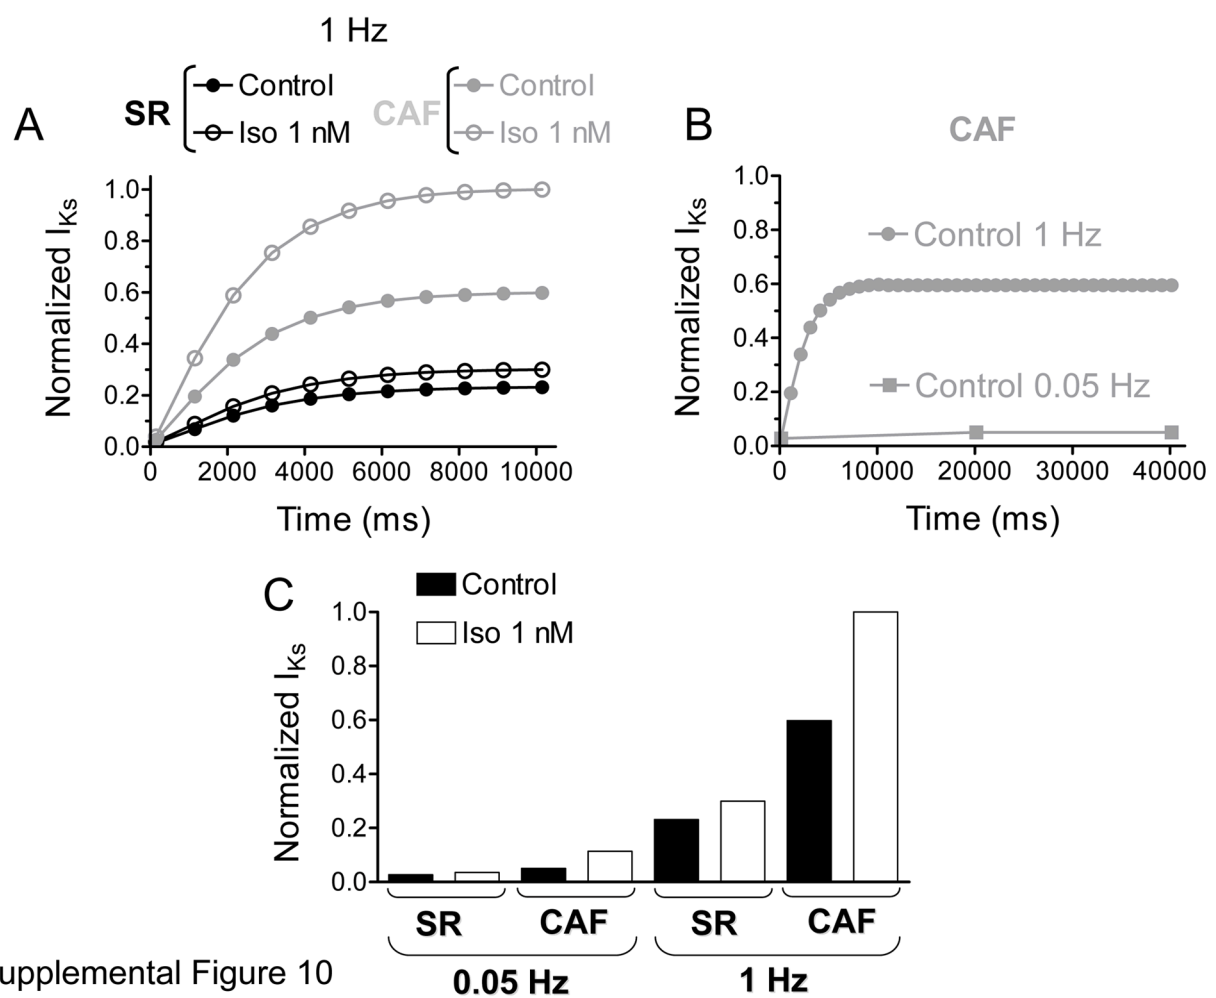 1 Hz
SR
Control
Iso 1 nM
CAF
Control
Iso 1 nM
A
Normalized IKs
1.0
0.8
0.6
0.4
0.2
0.0
0 2000 4000 6000 8000 10000
Time (ms)
B
CAF
Normalized IKs
1.0
0.8
0.6
0.4
0.2
0.0
Control 1 Hz
Control 0.05 Hz
0 10000 20000 30000 40000
Time (ms)
C
Control
Iso 1 nM
Normalized IKs
1.0
0.8
0.6
0.4
0.2
0.0
SR CAF SR CAF
0.05 Hz 1 Hz
upplemental Figure 10